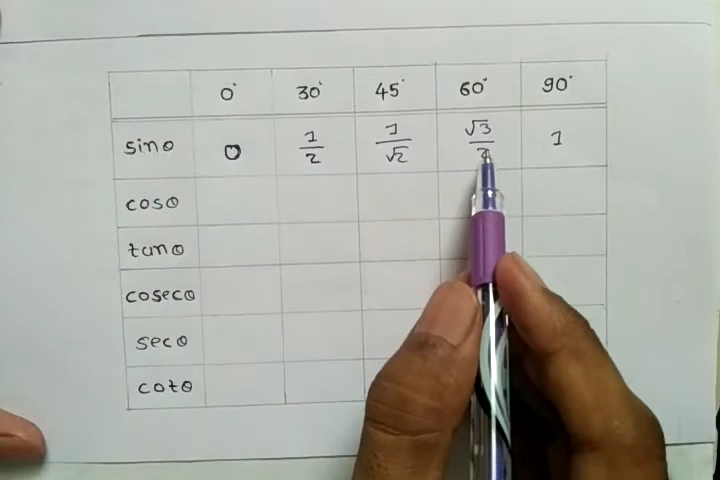 0° 30° 45° 60° 90°
sinθ 0 1/2 1/√2 √3/2 1
cosθ
tanθ
cosecθ
secθ
cotθ